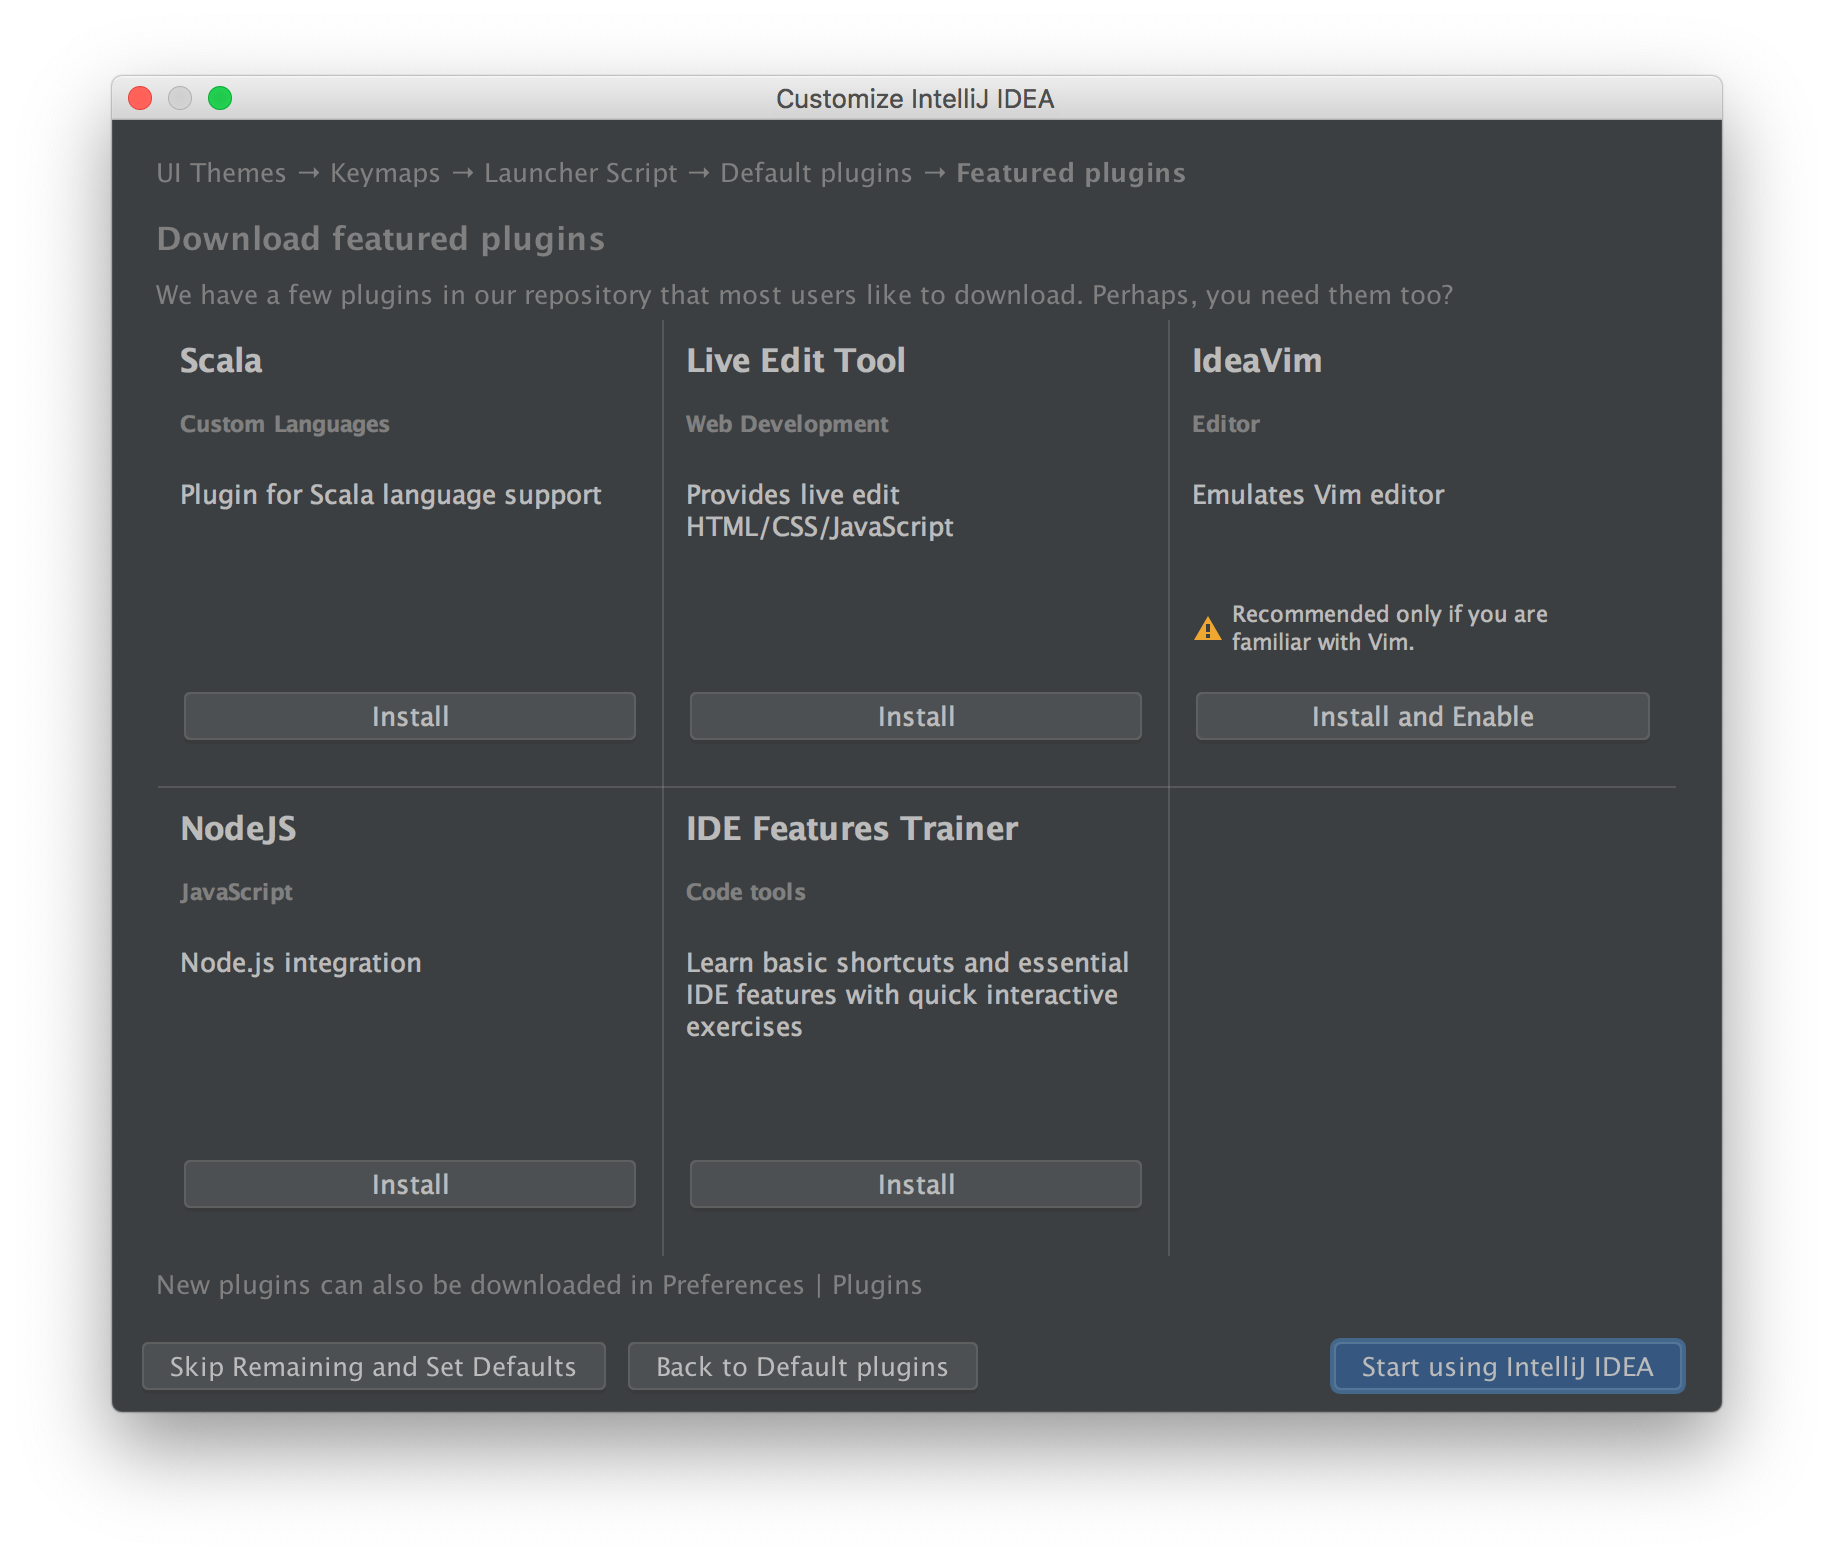 Customize IntelliJ IDEA
UI Themes → Keymaps → Launcher Script → Default plugins → Featured plugins
Download featured plugins
We have a few plugins in our repository that most users like to download. Perhaps, you need them too?
Scala
Custom Languages
Plugin for Scala language support
Install
Live Edit Tool
Web Development
Provides live edit
HTML/CSS/JavaScript
Install
IdeaVim
Editor
Emulates Vim editor
Recommended only if you are
familiar with Vim.
Install and Enable
NodeJS
JavaScript
Node.js integration
Install
IDE Features Trainer
Code tools
Learn basic shortcuts and essential
IDE features with quick interactive
exercises
Install
New plugins can also be downloaded in Preferences | Plugins
Skip Remaining and Set Defaults
Back to Default plugins
Start using IntelliJ IDEA